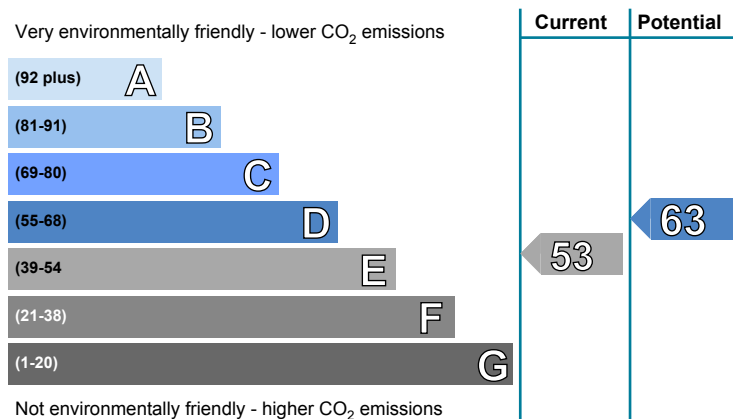 Current Potential
Very environmentally friendly - lower CO2 emissions
(92 plus) A
(81-91) B
(69-80) C
(55-68) D
63
(39-54 E
53
(21-38) F
(1-20) G
Not environmentally friendly - higher CO2 emissions